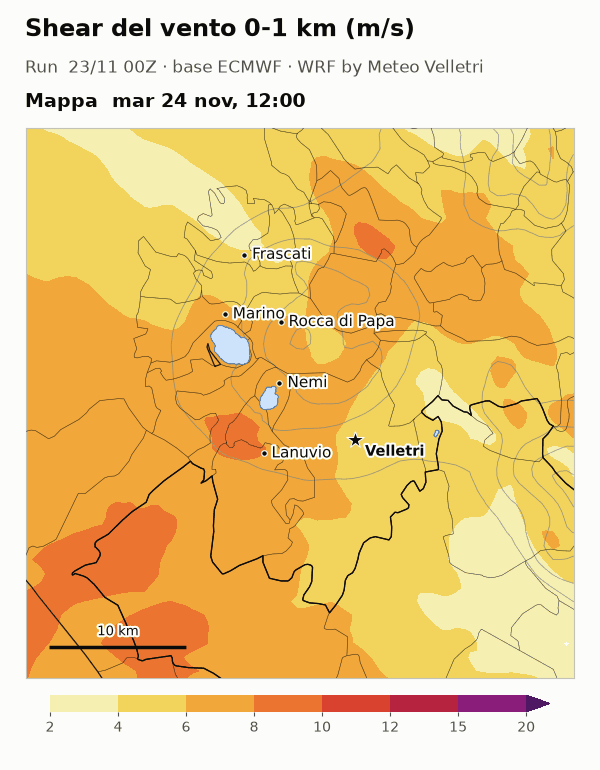 Shear del vento 0-1 km (m/s)
Run  23/11 00Z · base ECMWF · WRF by Meteo Velletri
Mappa  mar 24 nov, 12:00
Frascati
Marino
Rocca di Papa
Nemi
Velletri
Lanuvio
10 km
2 4 6 8 10 12 15 20